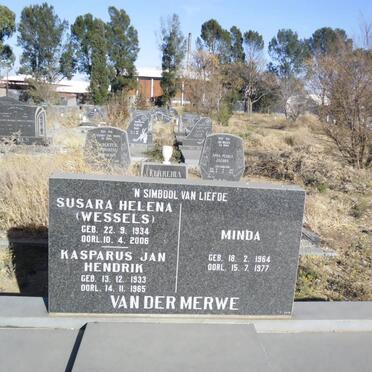 'N SIMBOOL VAN LIEFDE
SUSARA HELENA
(WESSELS)
GEB. 22. 9. 1934
OORL. 10. 4. 2006
KASPARUS JAN
HENDRIK
GEB. 13. 12. 1933
OORL. 14. 11. 1985
MINDA
GEB. 18. 2. 1964
OORL. 15. 7. 1977
VAN DER MERWE